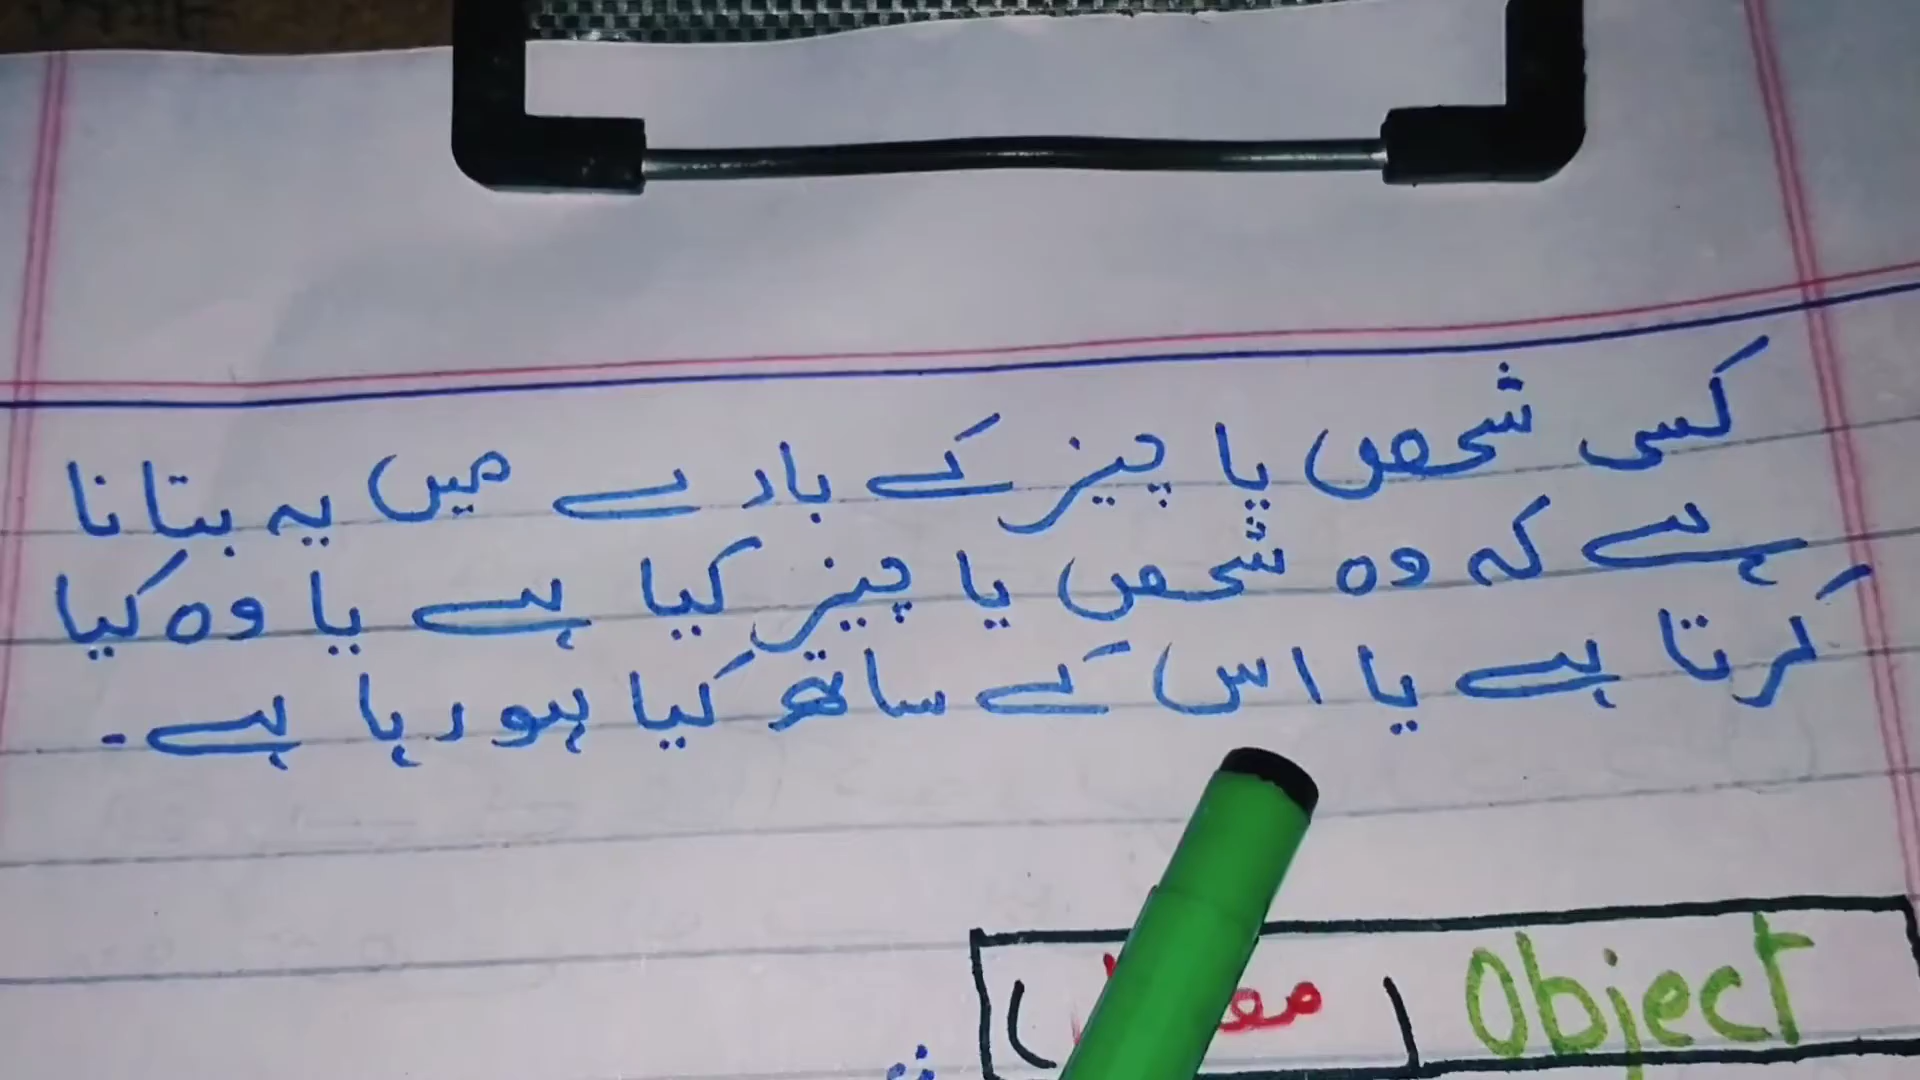 کسی شخص یا چیز کے بارے میں یہ بتانا
ہے کہ وہ شخص یا چیز کیا ہے یا وہ کیا
کرتا ہے یا اس کے ساتھ کیا ہو رہا ہے۔
Object